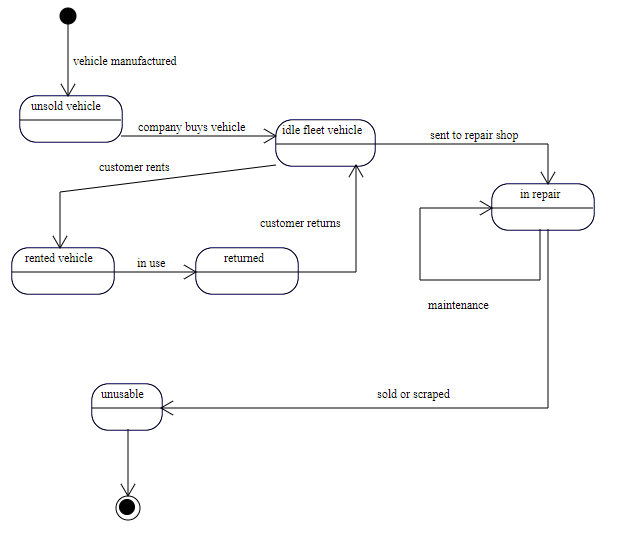 vehicle manufactured
unsold vehicle
company buys vehicle
idle fleet vehicle
sent to repair shop
customer rents
in repair
customer returns
rented vehicle
in use
returned
maintenance
unusable
sold or scraped